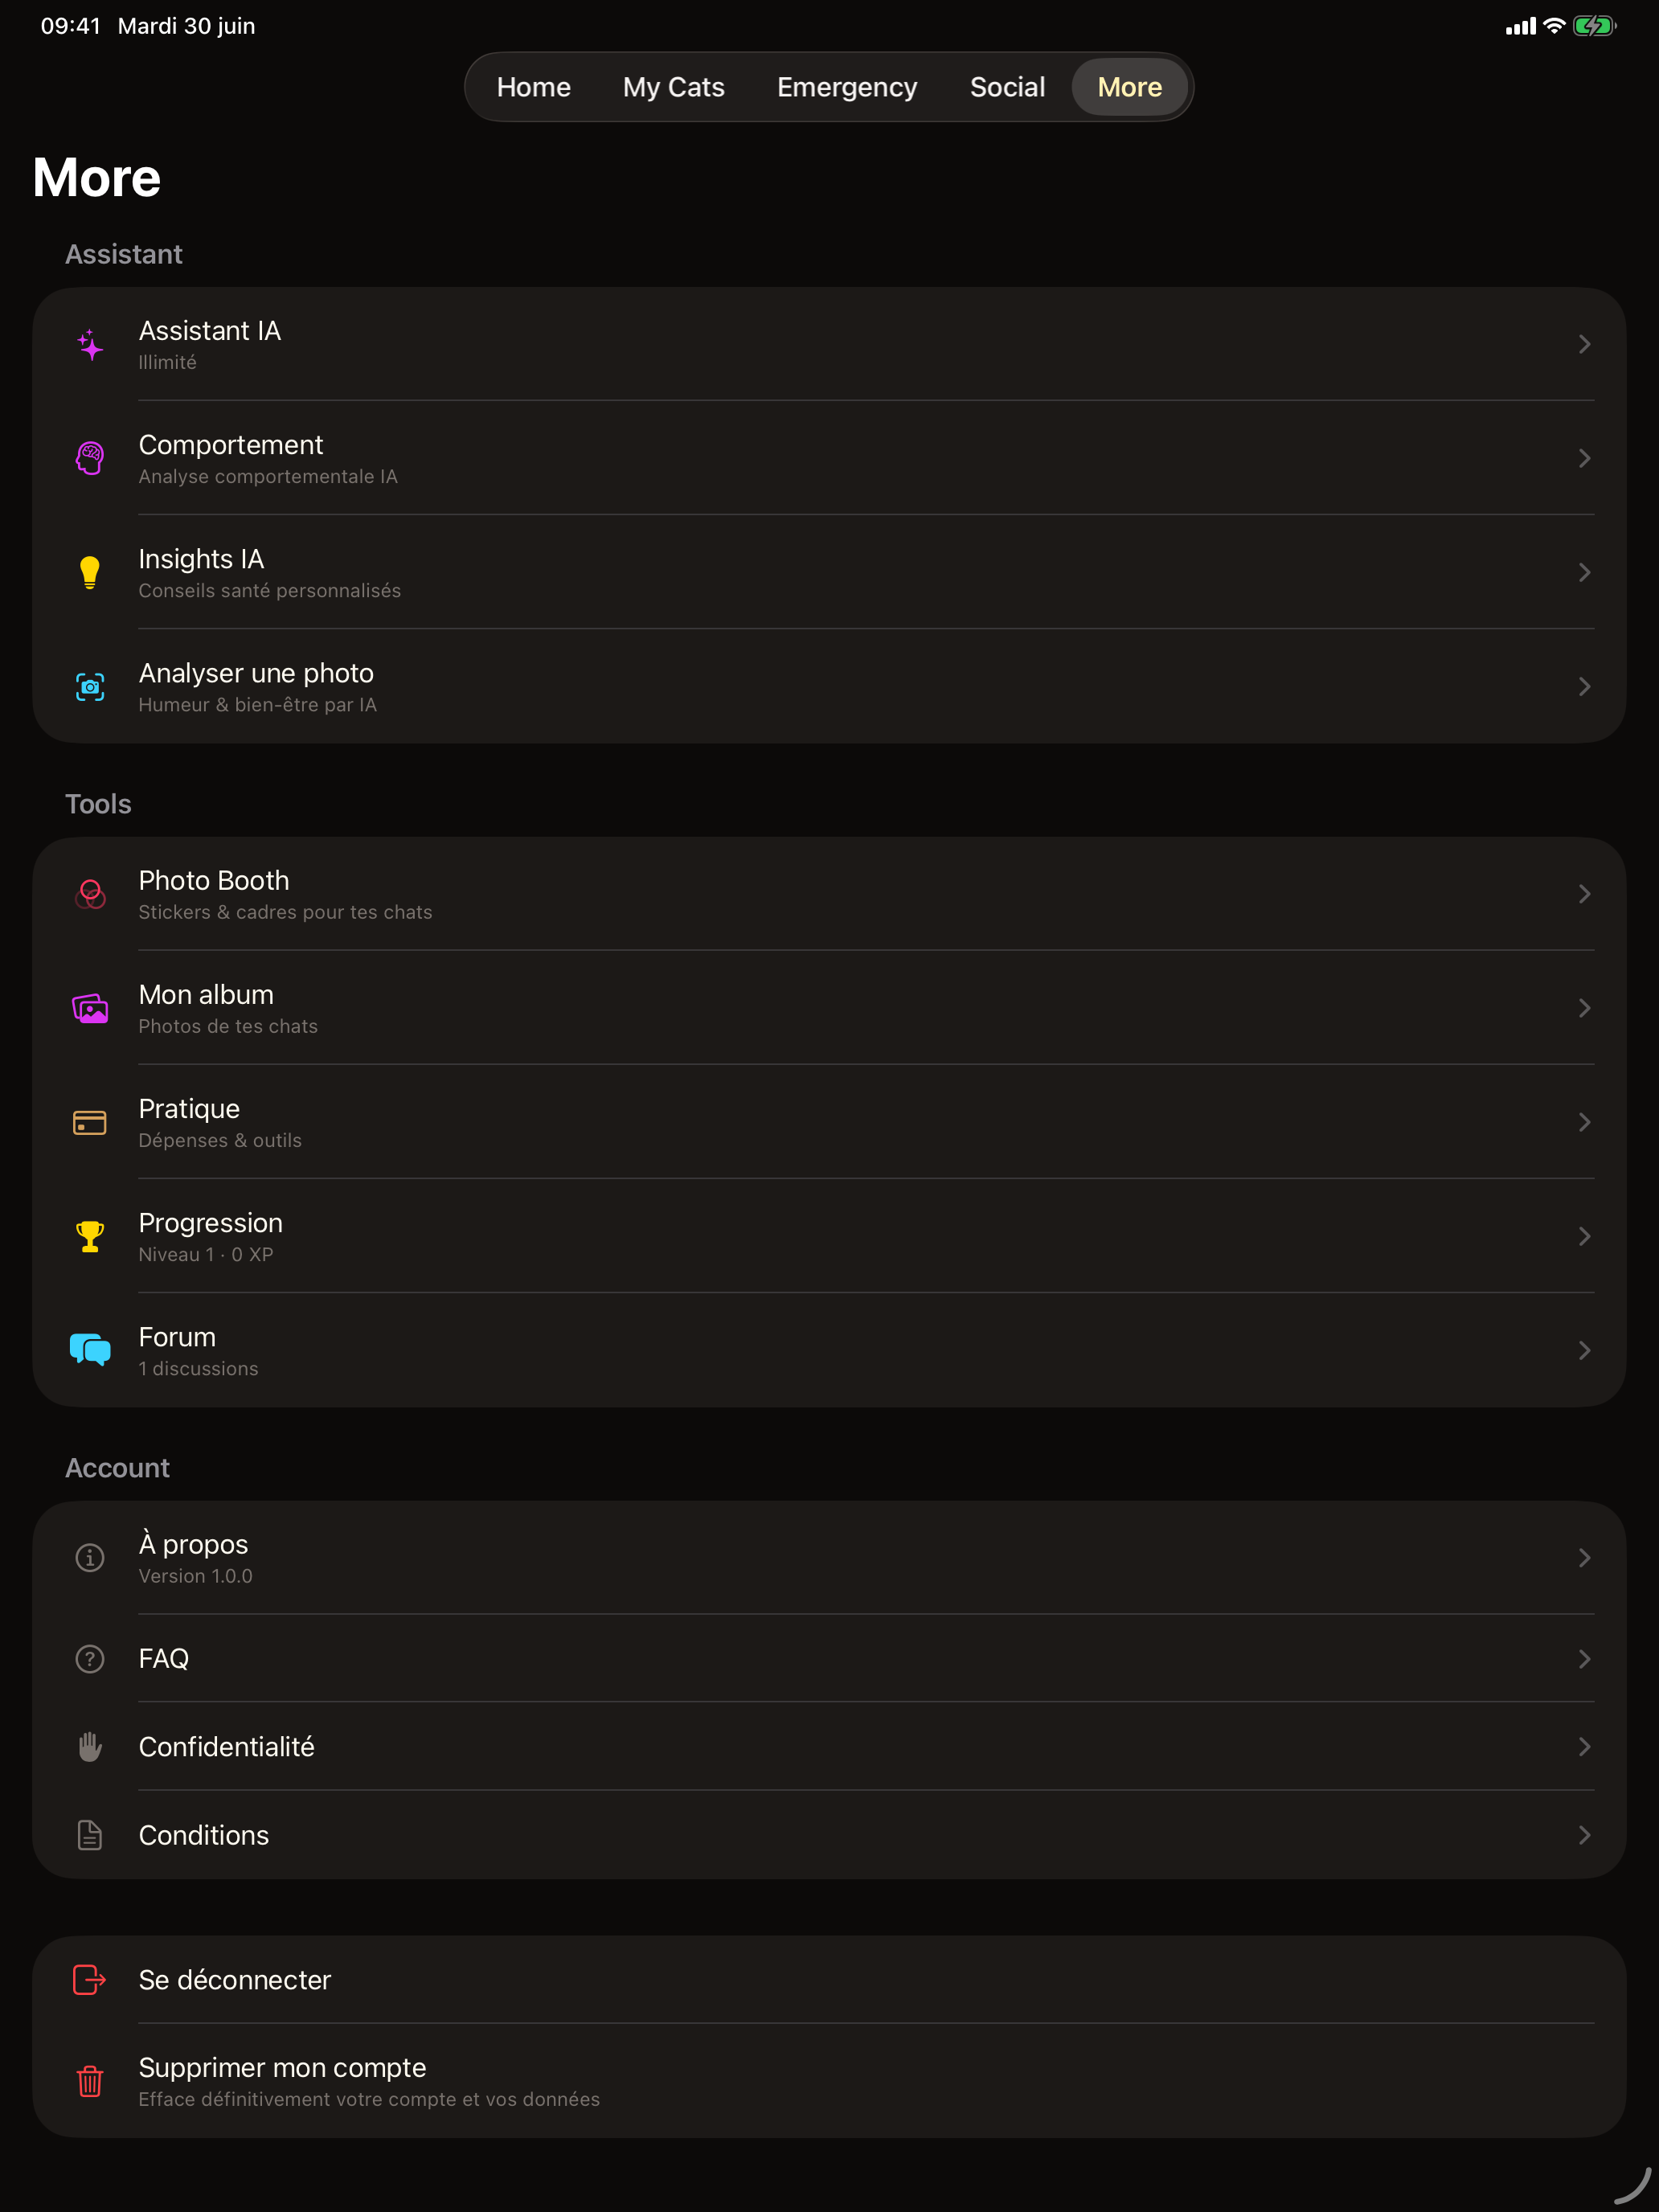 09:41 Mardi 30 juin
Home My Cats Emergency Social More
More
Assistant
Assistant IA
Illimité
Comportement
Analyse comportementale IA
Insights IA
Conseils santé personnalisés
Analyser une photo
Humeur & bien-être par IA
Tools
Photo Booth
Stickers & cadres pour tes chats
Mon album
Photos de tes chats
Pratique
Dépenses & outils
Progression
Niveau 1 · 0 XP
Forum
1 discussions
Account
À propos
Version 1.0.0
FAQ
Confidentialité
Conditions
Se déconnecter
Supprimer mon compte
Efface définitivement votre compte et vos données